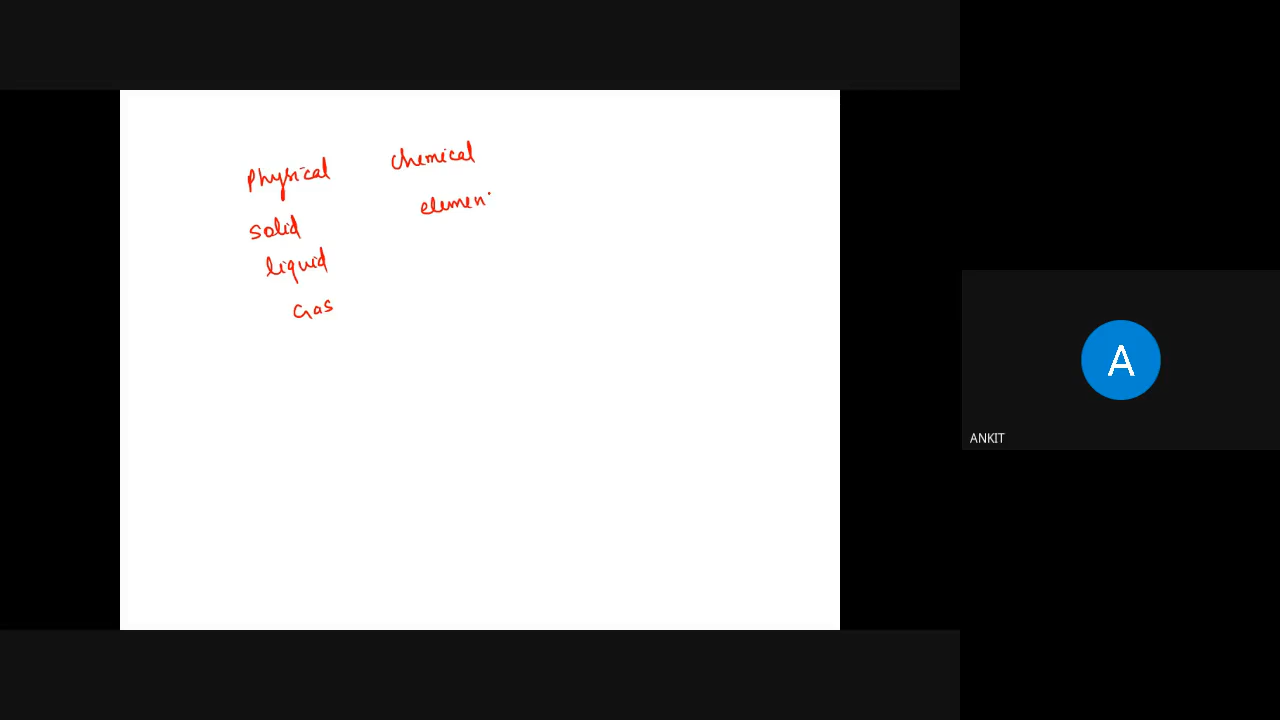 Physical
Chemical
solid
elemen
liquid
Gas
A
ANKIT